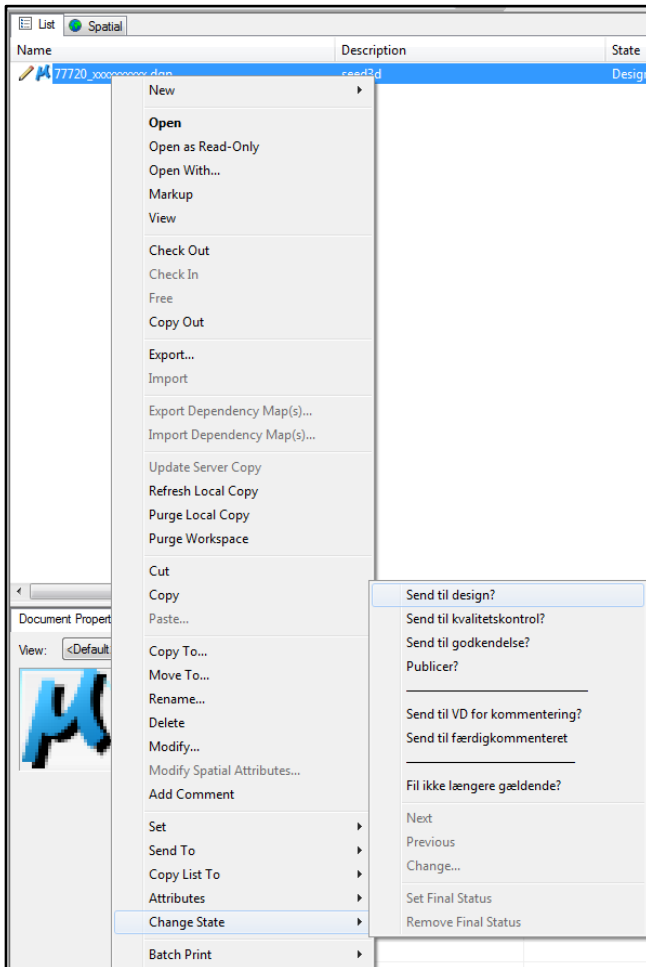 List Spatial
Name Description State
77720_xxxxxxxxxx.dgn seed3d Design
New
Open
Open as Read-Only
Open With...
Markup
View
Check Out
Check In
Free
Copy Out
Export...
Import
Export Dependency Map(s)...
Import Dependency Map(s)...
Update Server Copy
Refresh Local Copy
Purge Local Copy
Purge Workspace
Cut
Copy
Paste...
Copy To...
Move To...
Rename...
Delete
Modify...
Modify Spatial Attributes...
Add Comment
Set
Send To
Copy List To
Attributes
Change State
Batch Print
Send til design?
Send til kvalitetskontrol?
Send til godkendelse?
Publicer?
Send til VD for kommentering?
Send til færdigkommenteret
Fil ikke længere gældende?
Next
Previous
Change...
Set Final Status
Remove Final Status
Document Propert
View: <Default